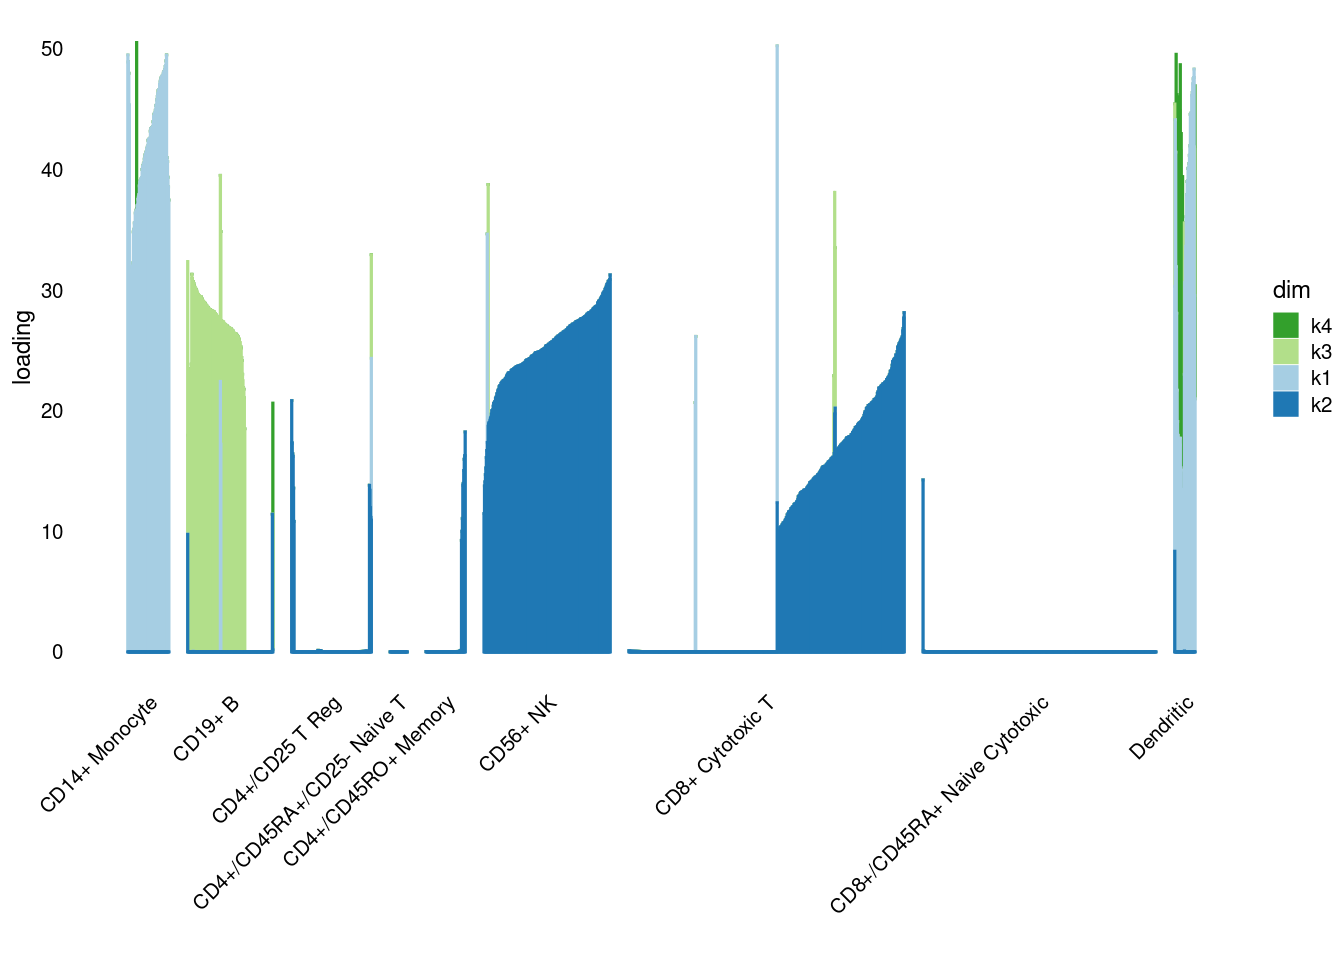 50
40
30
20
10
0
loading
CD14+ Monocyte
CD19+ B
CD4+/CD25 T Reg
CD4+/CD45RA+/CD25- Naive T
CD4+/CD45RO+ Memory
CD56+ NK
CD8+ Cytotoxic T
CD8+/CD45RA+ Naive Cytotoxic
Dendritic
dim
k4
k3
k1
k2